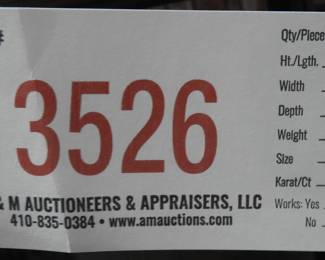 #
Qty/Piece
Ht./Lgth.
Width
Depth
Weight
Size
Karat/Ct
Works: Yes
No
3526
& M AUCTIONEERS & APPRAISERS, LLC
410-835-0384 • www.amauctions.com